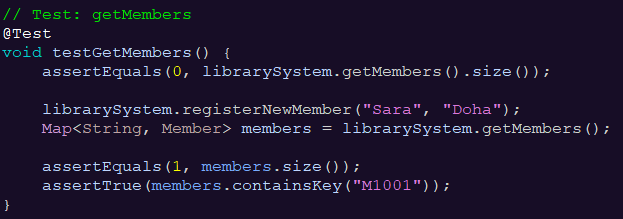 // Test: getMembers
@Test
void testGetMembers() {
    assertEquals(0, librarySystem.getMembers().size());

    librarySystem.registerNewMember("Sara", "Doha");
    Map<String, Member> members = librarySystem.getMembers();

    assertEquals(1, members.size());
    assertTrue(members.containsKey("M1001"));
}